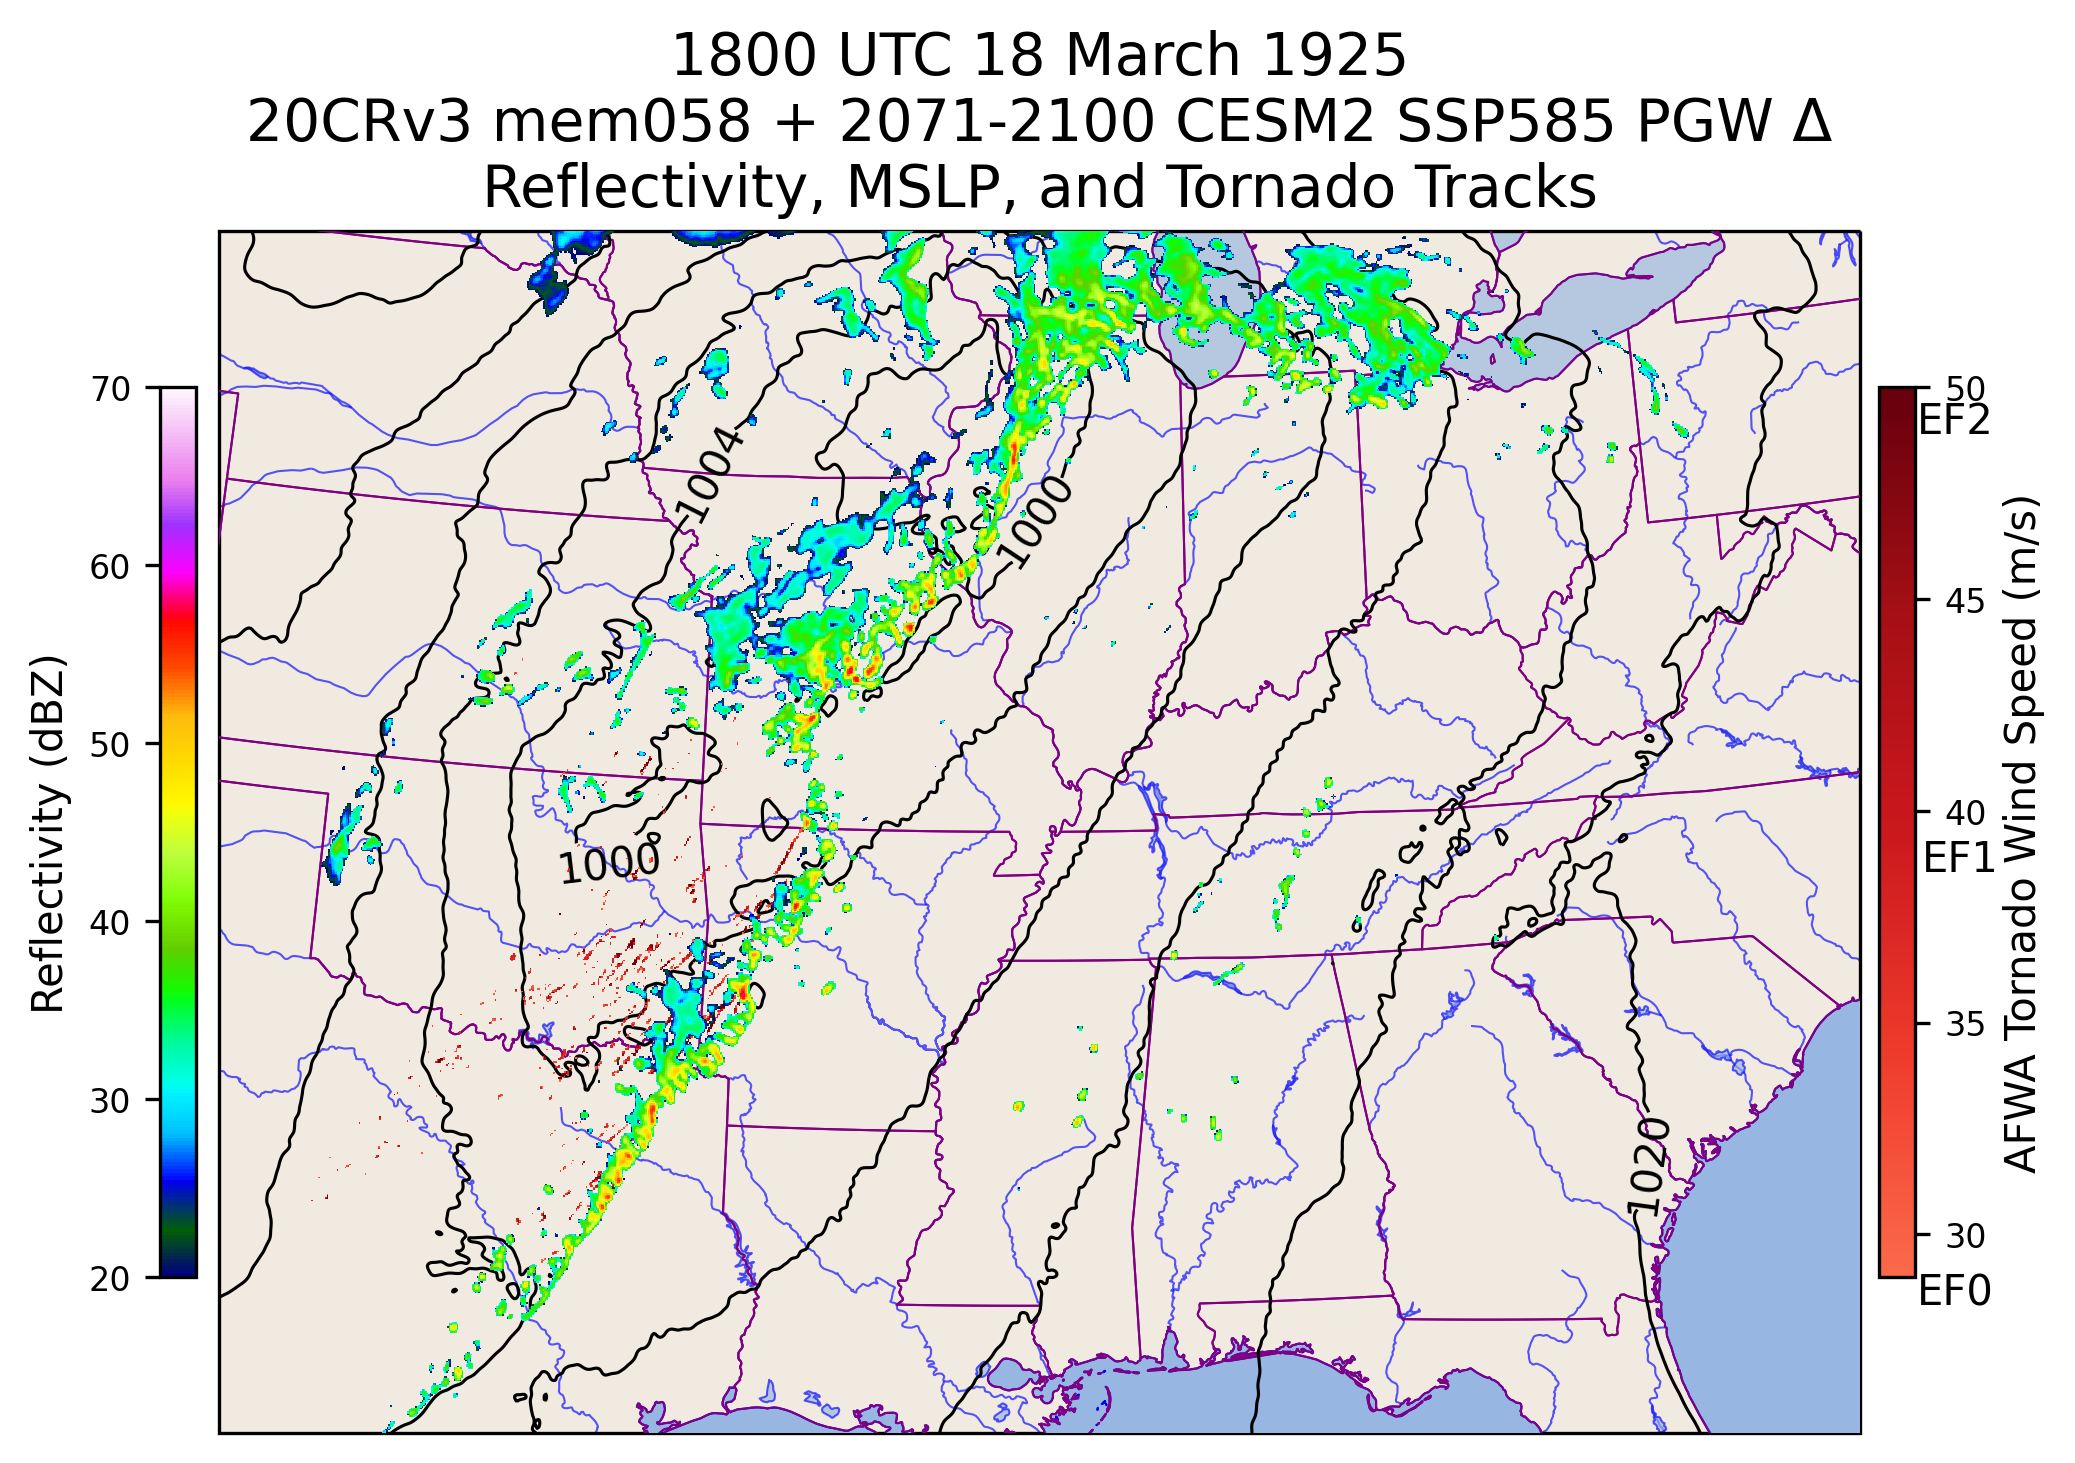 1800 UTC 18 March 1925
20CRv3 mem058 + 2071-2100 CESM2 SSP585 PGW Δ
Reflectivity, MSLP, and Tornado Tracks
Reflectivity (dBZ)
70
60
50
40
30
20
1004
1000
1000
1020
50
EF2
45
40
EF1
35
30
EF0
AFWA Tornado Wind Speed (m/s)